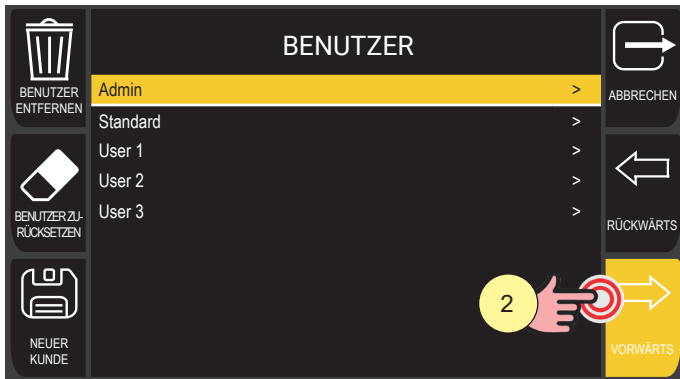 BENUTZER
ENTFERNEN
BENUTZER ZU-
RÜCKSETZEN
NEUER
KUNDE
BENUTZER
Admin >
Standard >
User 1 >
User 2 >
User 3 >
2
ABBRECHEN
RÜCKWÄRTS
VORWÄRTS